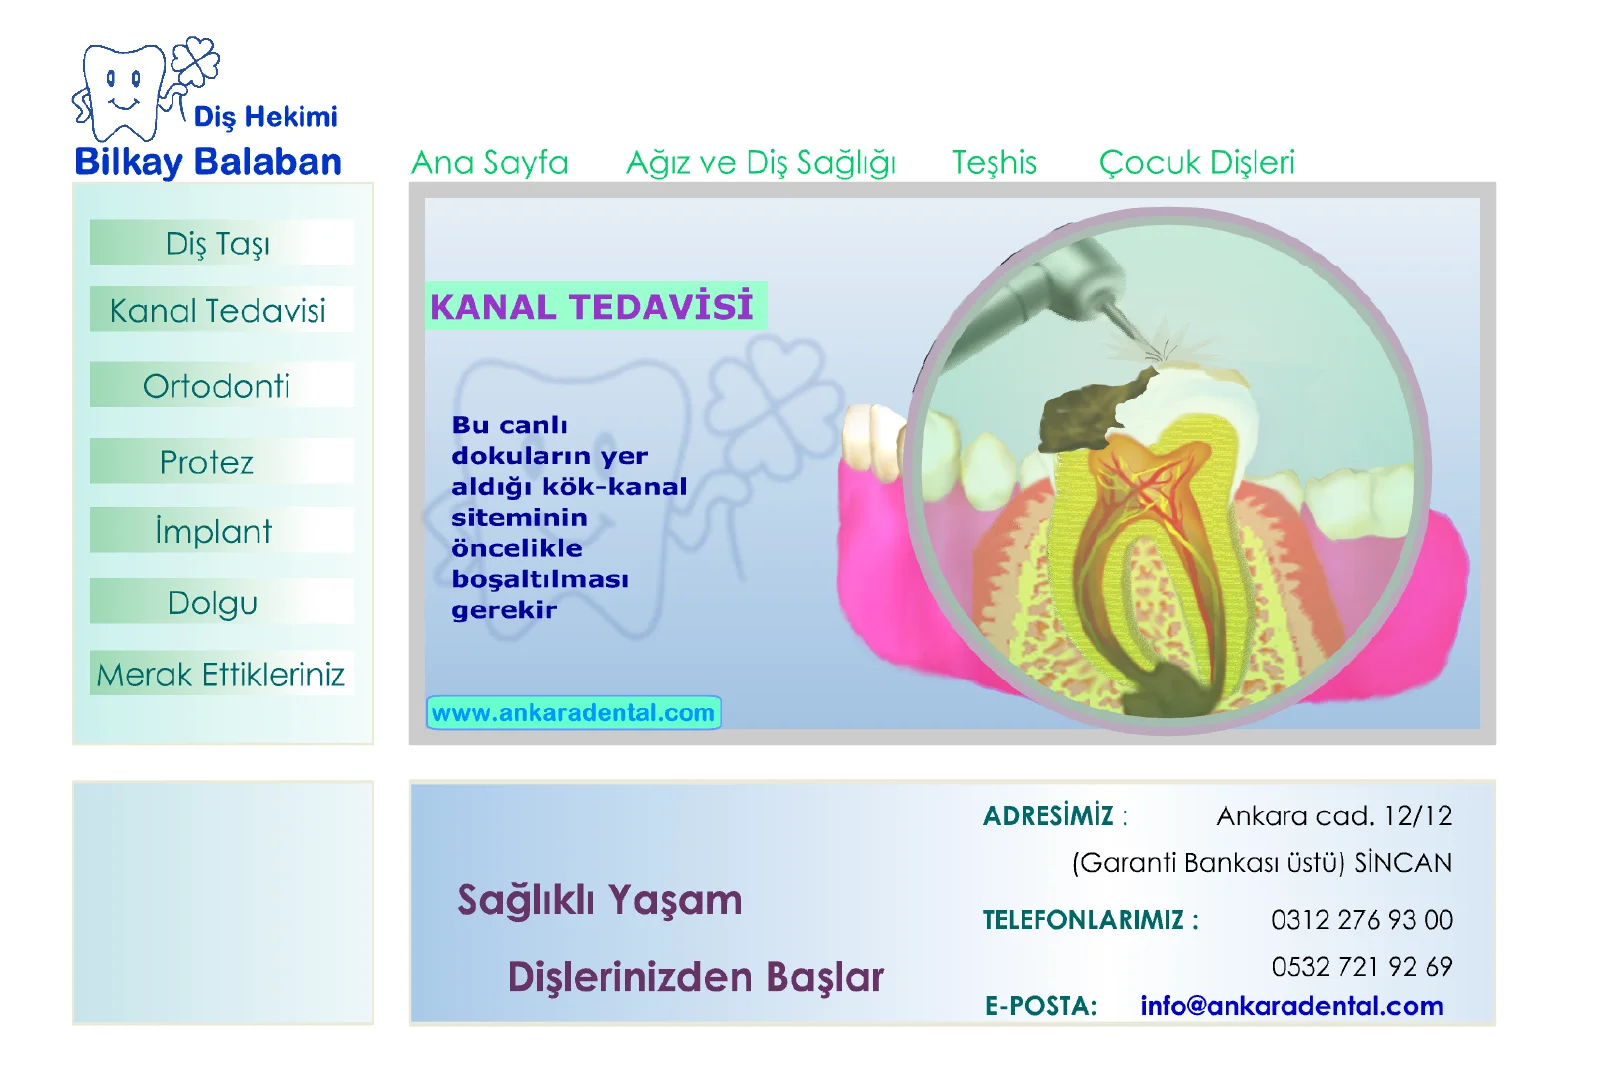 Diş Hekimi
Bilkay Balaban
Ana Sayfa
Ağız ve Diş Sağlığı
Teşhis
Çocuk Dişleri
Diş Taşı
Kanal Tedavisi
Ortodonti
Protez
İmplant
Dolgu
Merak Ettikleriniz
KANAL TEDAVİSİ
Bu canlı
dokuların yer
aldığı kök-kanal
siteminin
öncelikle
boşaltılması
gerekir
www.ankaradental.com
Sağlıklı Yaşam
Dişlerinizden Başlar
ADRESİMİZ : Ankara cad. 12/12
(Garanti Bankası üstü) SİNCAN
TELEFONLARIMIZ : 0312 276 93 00
0532 721 92 69
E-POSTA: info@ankaradental.com